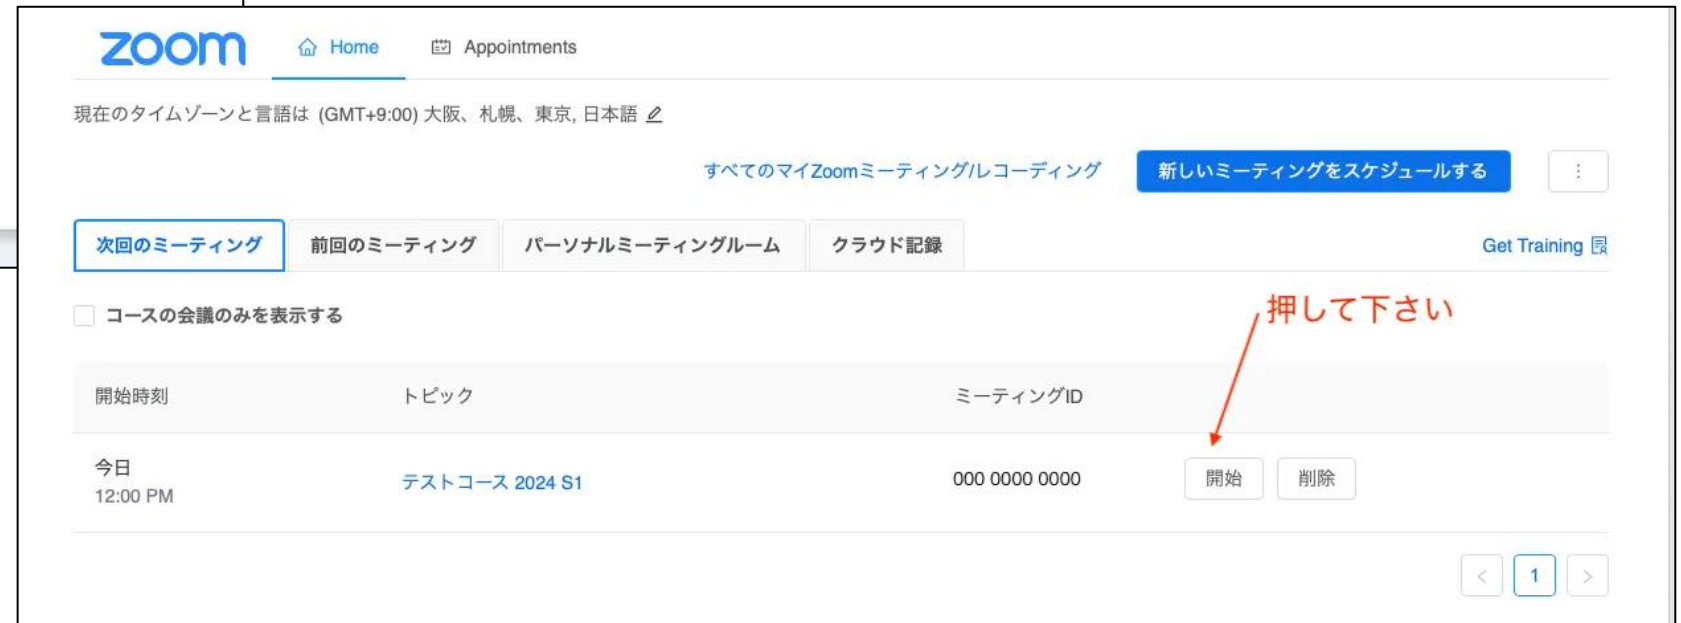 zoom Home Appointments
現在のタイムゾーンと言語は (GMT+9:00) 大阪、札幌、東京, 日本語
すべてのマイZoomミーティング/レコーディング 新しいミーティングをスケジュールする
次回のミーティング 前回のミーティング パーソナルミーティングルーム クラウド記録 Get Training
コースの会議のみを表示する
押して下さい
開始時刻 トピック ミーティングID
今日
12:00 PM テストコース 2024 S1 000 0000 0000 開始 削除
< 1 >